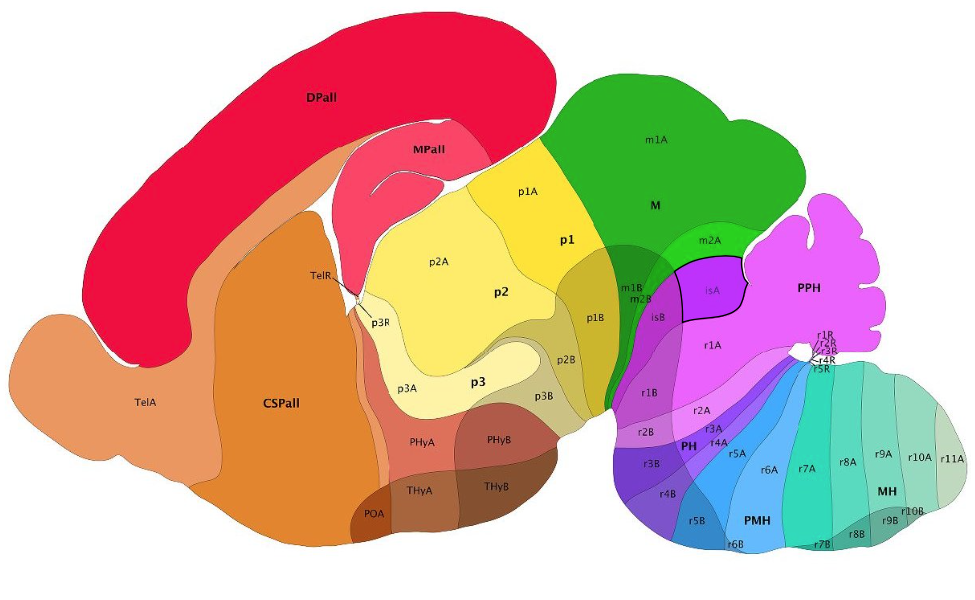 DPall
MPall
m1A
M
p1A
p1
m2A
p2A
p2
TelR
m1B
m2B
isA
isB
PPH
p3R
p1B
r1A
r1R
r2R
r3R
r4R
r5R
p2B
p3
p3A
p3B
r1B
TelA
CSPall
r2A
r2B
PHyA
PHyB
r3A
r4A
PH
r3B
r5A
r6A
r7A
r8A
r9A
r10A
r11A
THyA
THyB
r4B
MH
POA
r5B
PMH
r10B
r9B
r8B
r6B
r7B